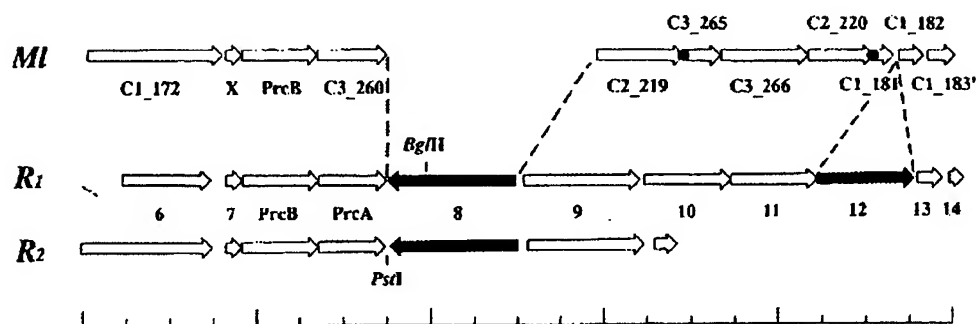 C3_265 C2_220 C1_182
Ml
C1_172 X PrcB C3_260 C2_219 C3_266 C1_181 C1_183'
BglII
R1
6 7 PrcB PrcA 8 9 10 11 12 13 14
R2
PstI